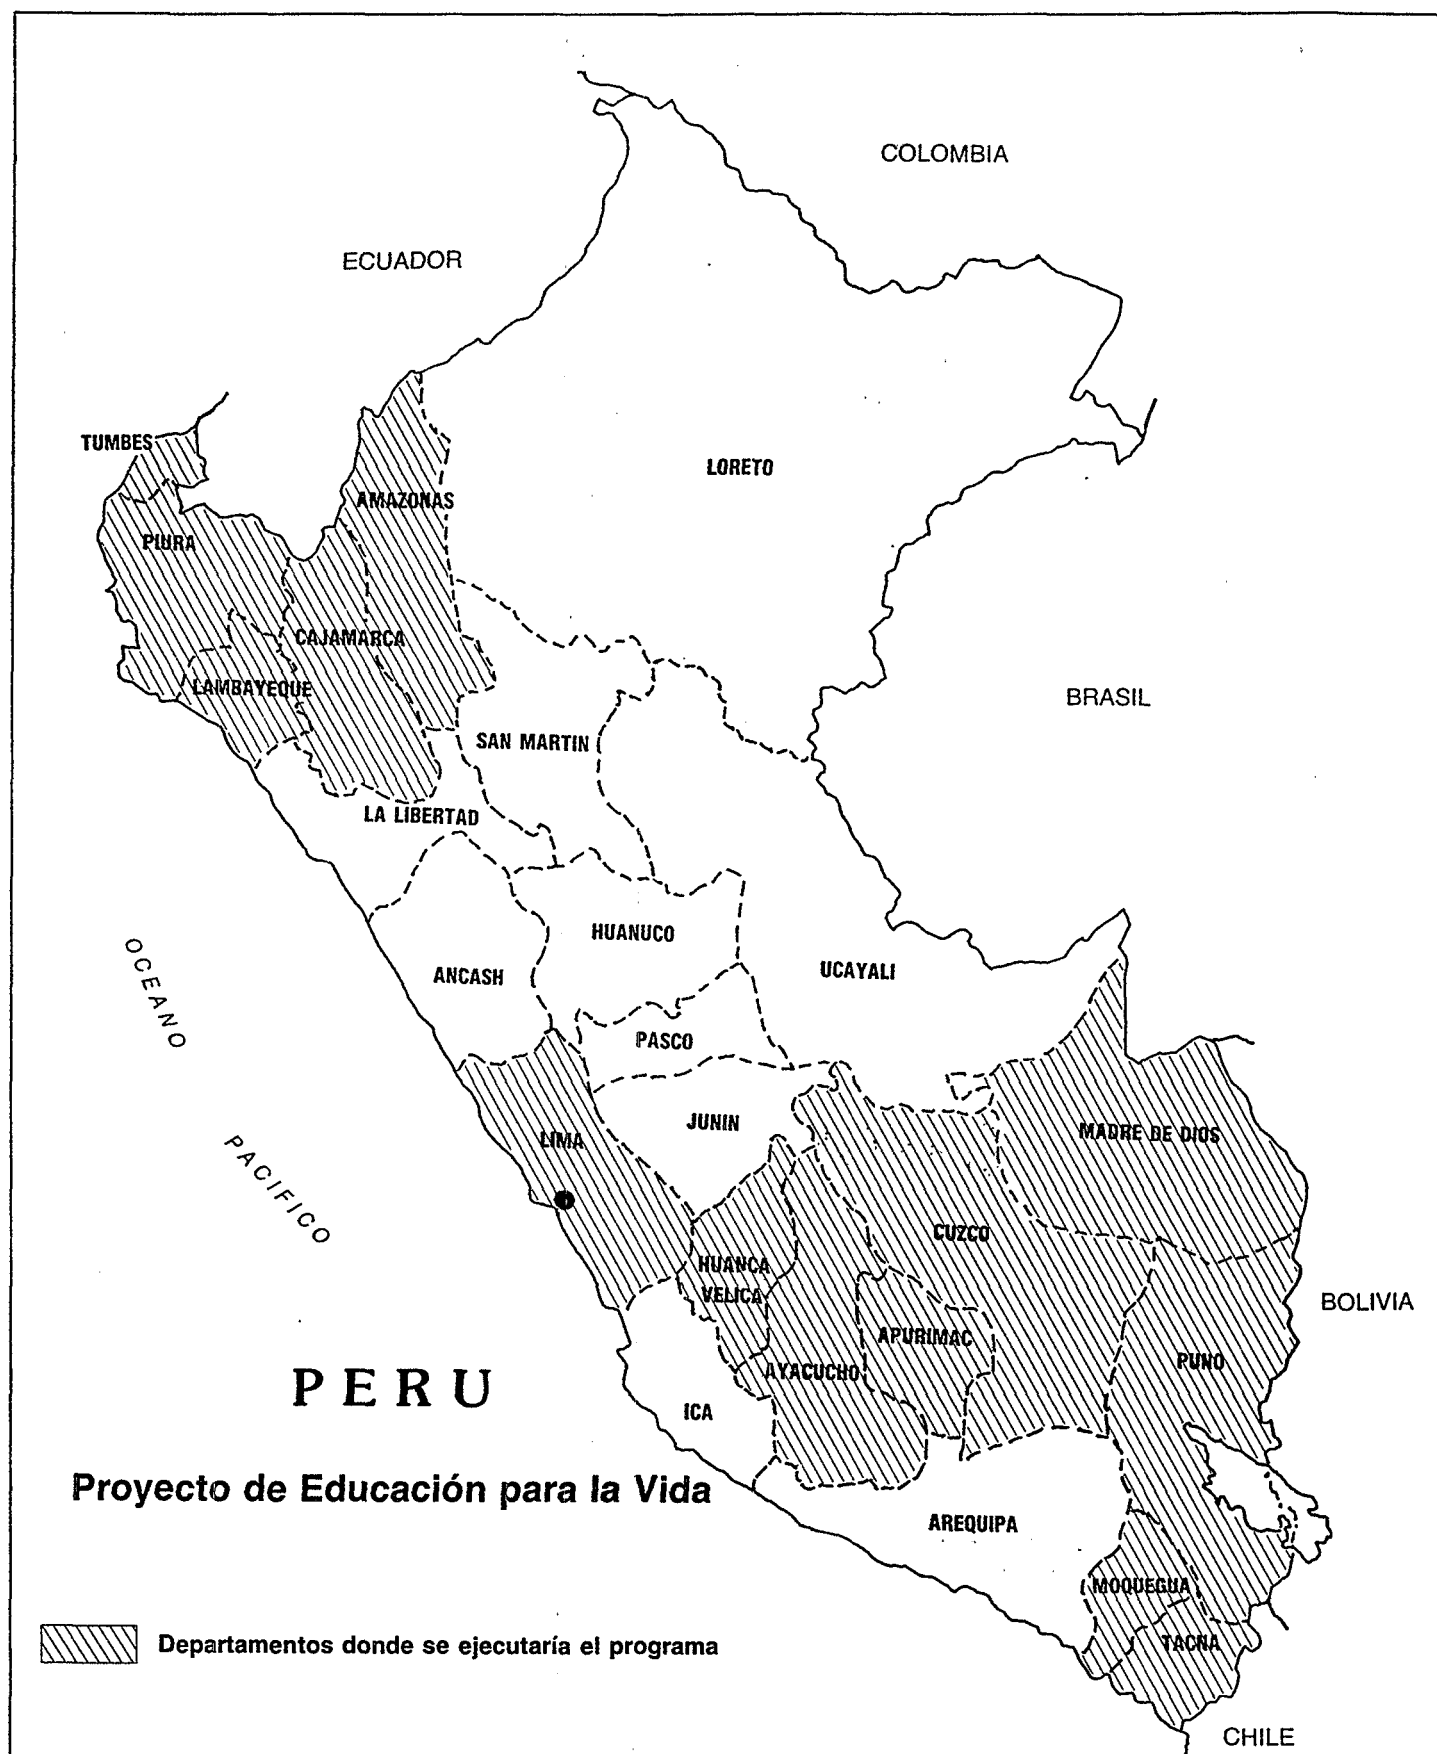 COLOMBIA
ECUADOR
TUMBES
LORETO
AMAZONAS
PIURA
CAJAMARCA
LAMBAYEQUE
BRASIL
SAN MARTIN
LA LIBERTAD
HUANUCO
ANCASH
UCAYALI
OCEANO
PACIFICO
PASCO
JUNIN
LIMA
MADRE DE DIOS
CUZCO
HUANCA
VELICA
BOLIVIA
APURIMAC
PUNO
AYACUCHO
PERU
ICA
Proyecto de Educación para la Vida
AREQUIPA
MOQUEGUA
TACNA
Departamentos donde se ejecutaría el programa
CHILE